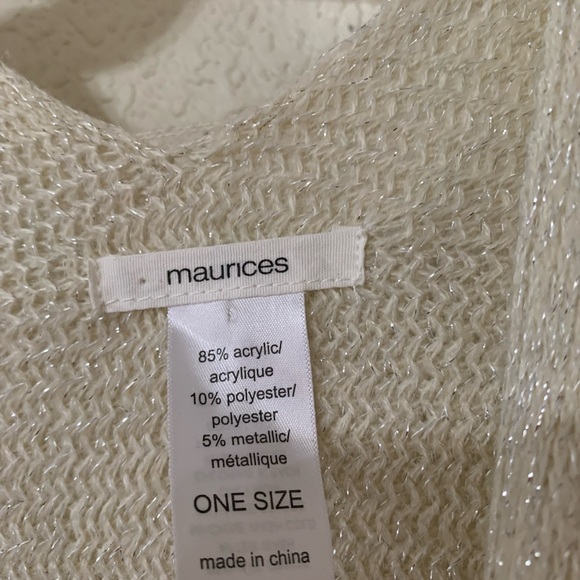 maurices
85% acrylic/
acrylique
10% polyester/
polyester
5% metallic/
métallique
ONE SIZE
made in china